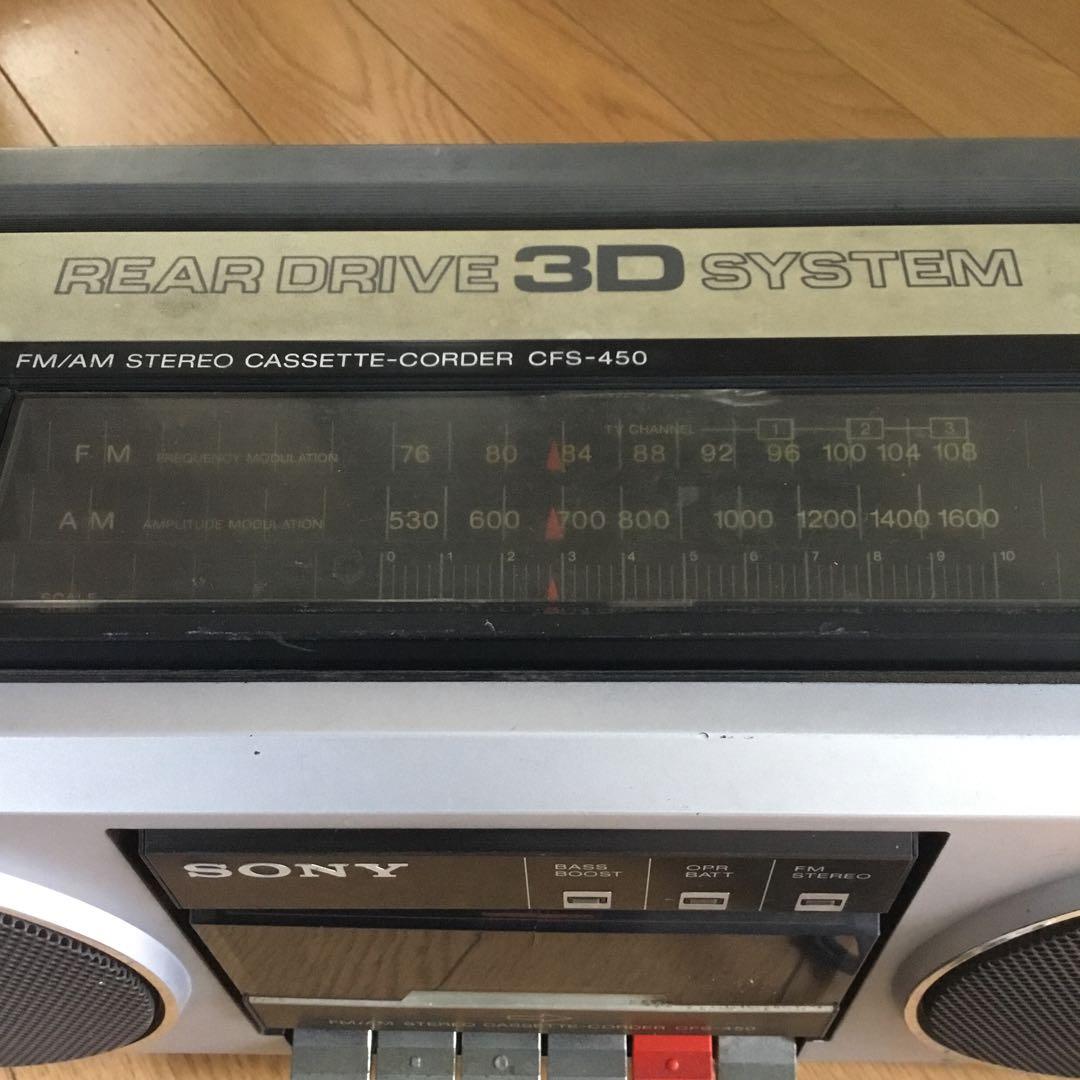 REAR DRIVE 3D SYSTEM
FM/AM STEREO CASSETTE-CORDER CFS-450
TV CHANNEL 1 2 3
FM FREQUENCY MODULATION 76 80 84 88 92 96 100 104 108
AM AMPLITUDE MODULATION 530 600 700 800 1000 1200 1400 1600
0 1 2 3 4 5 6 7 8 9 10
SCALE
SONY
BASS BOOST
OPR BATT
FM STEREO
FM/AM STEREO CASSETTE-CORDER CFS-450